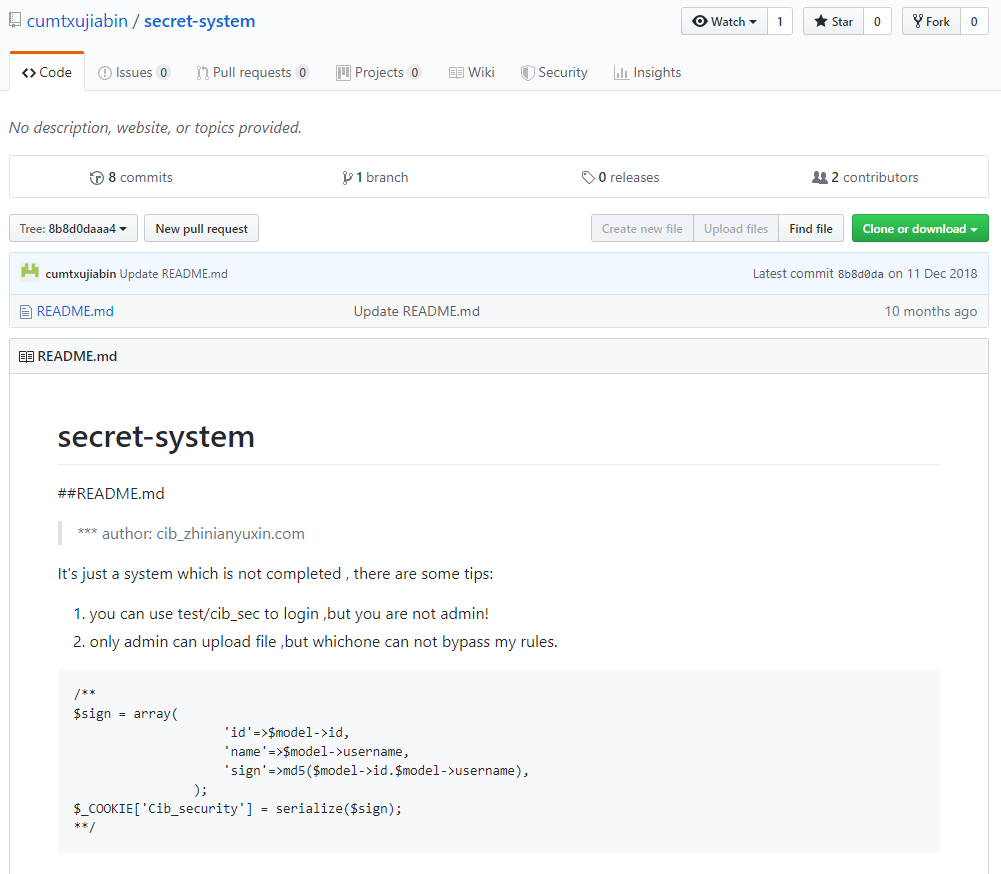 cumtxujiabin / secret-system
Watch 1 Star 0 Fork 0
Code Issues 0 Pull requests 0 Projects 0 Wiki Security Insights
No description, website, or topics provided.
8 commits 1 branch 0 releases 2 contributors
Tree: 8b8d0daaa4 New pull request Create new file Upload files Find file Clone or download
cumtxujiabin Update README.md Latest commit 8b8d0da on 11 Dec 2018
README.md Update README.md 10 months ago
README.md
secret-system
##README.md
*** author: cib_zhinianyuxin.com
It's just a system which is not completed , there are some tips:
1. you can use test/cib_sec to login ,but you are not admin!
2. only admin can upload file ,but whichone can not bypass my rules.
/**
$sign = array(
'id'=>$model->id,
'name'=>$model->username,
'sign'=>md5($model->id.$model->username),
);
$_COOKIE['Cib_security'] = serialize($sign);
**/